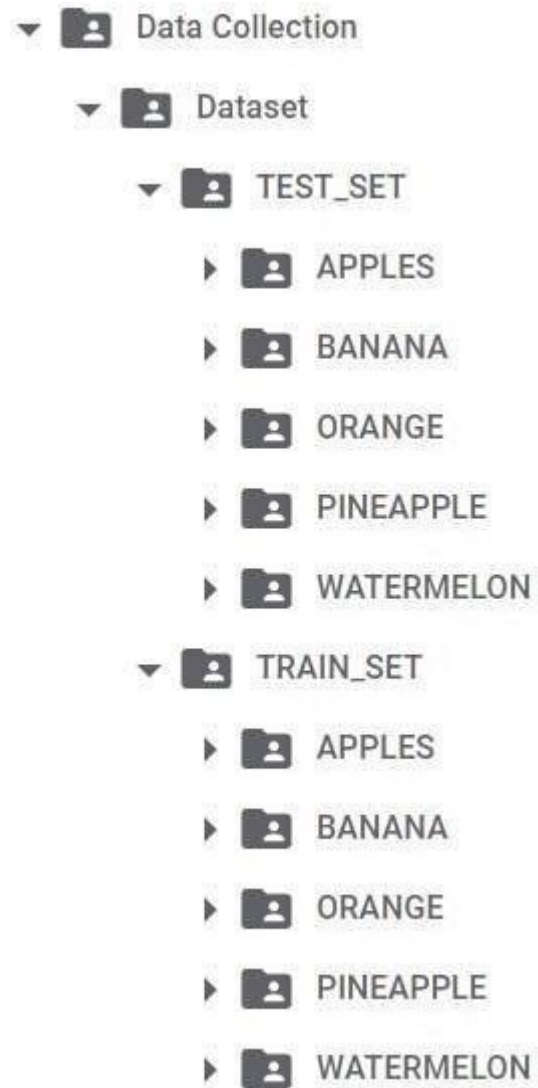 Data Collection
Dataset
TEST_SET
APPLES
BANANA
ORANGE
PINEAPPLE
WATERMELON
TRAIN_SET
APPLES
BANANA
ORANGE
PINEAPPLE
WATERMELON